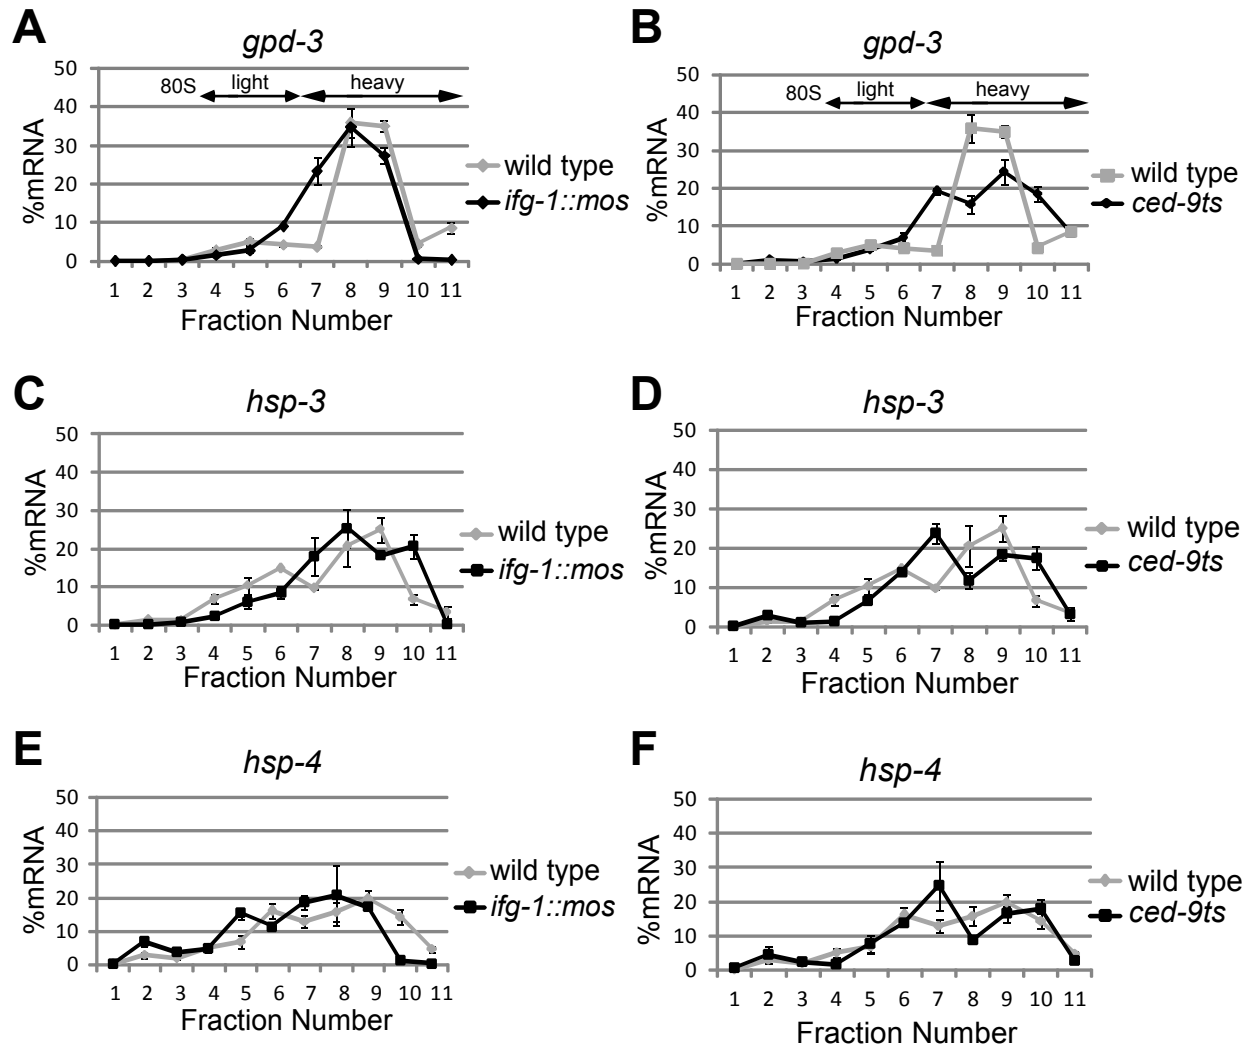 A
gpd-3
50
40
30
20
10
0
%mRNA
80S
light
heavy
wild type
ifg-1::mos
1 2 3 4 5 6 7 8 9 10 11
Fraction Number
B
gpd-3
50
40
30
20
10
0
%mRNA
80S
light
heavy
wild type
ced-9ts
1 2 3 4 5 6 7 8 9 10 11
Fraction Number
C
hsp-3
50
40
30
20
10
0
%mRNA
wild type
ifg-1::mos
1 2 3 4 5 6 7 8 9 10 11
Fraction Number
D
hsp-3
50
40
30
20
10
0
%mRNA
wild type
ced-9ts
1 2 3 4 5 6 7 8 9 10 11
Fraction Number
E
hsp-4
50
40
30
20
10
0
%mRNA
wild type
ifg-1::mos
1 2 3 4 5 6 7 8 9 10 11
Fraction Number
F
hsp-4
50
40
30
20
10
0
%mRNA
wild type
ced-9ts
1 2 3 4 5 6 7 8 9 10 11
Fraction Number